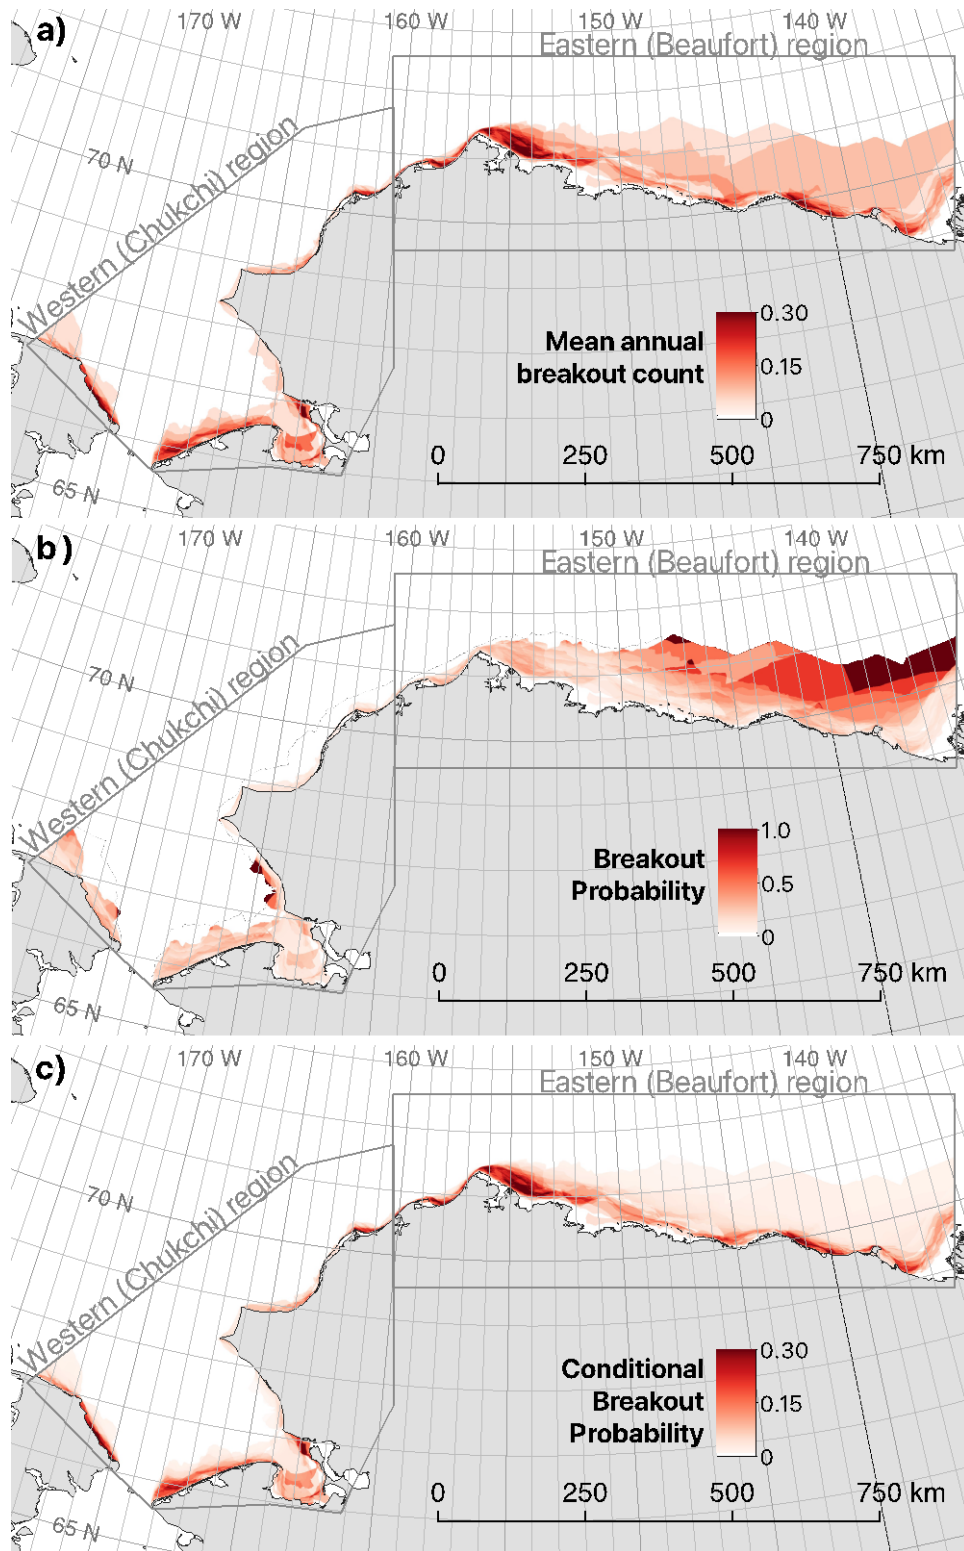 a)
170 W
160 W
150 W
140 W
Eastern (Beaufort) region
70 N
Western (Chukchi) region
65 N
Mean annual
breakout count
0.30
0.15
0
0
250
500
750 km
b)
170 W
160 W
150 W
140 W
Eastern (Beaufort) region
70 N
Western (Chukchi) region
65 N
Breakout
Probability
1.0
0.5
0
0
250
500
750 km
c)
170 W
160 W
150 W
140 W
Eastern (Beaufort) region
70 N
Western (Chukchi) region
65 N
Conditional
Breakout
Probability
0.30
0.15
0
0
250
500
750 km